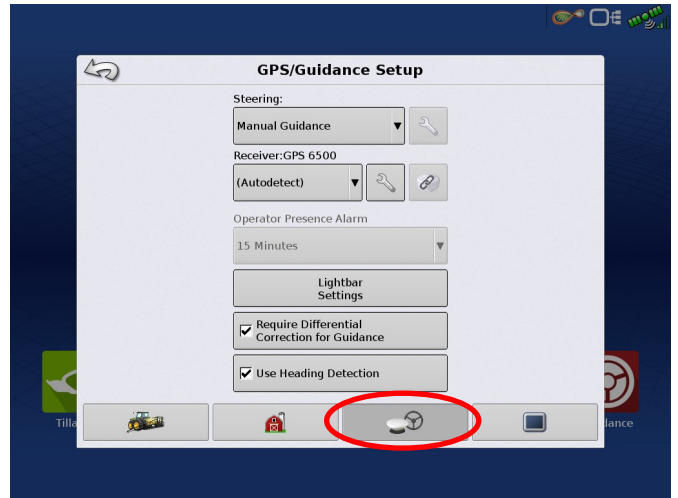 GPS/Guidance Setup
Steering:
Manual Guidance
Receiver:GPS 6500
(Autodetect)
Operator Presence Alarm
15 Minutes
Lightbar
Settings
Require Differential
Correction for Guidance
Use Heading Detection
Tilla
dance